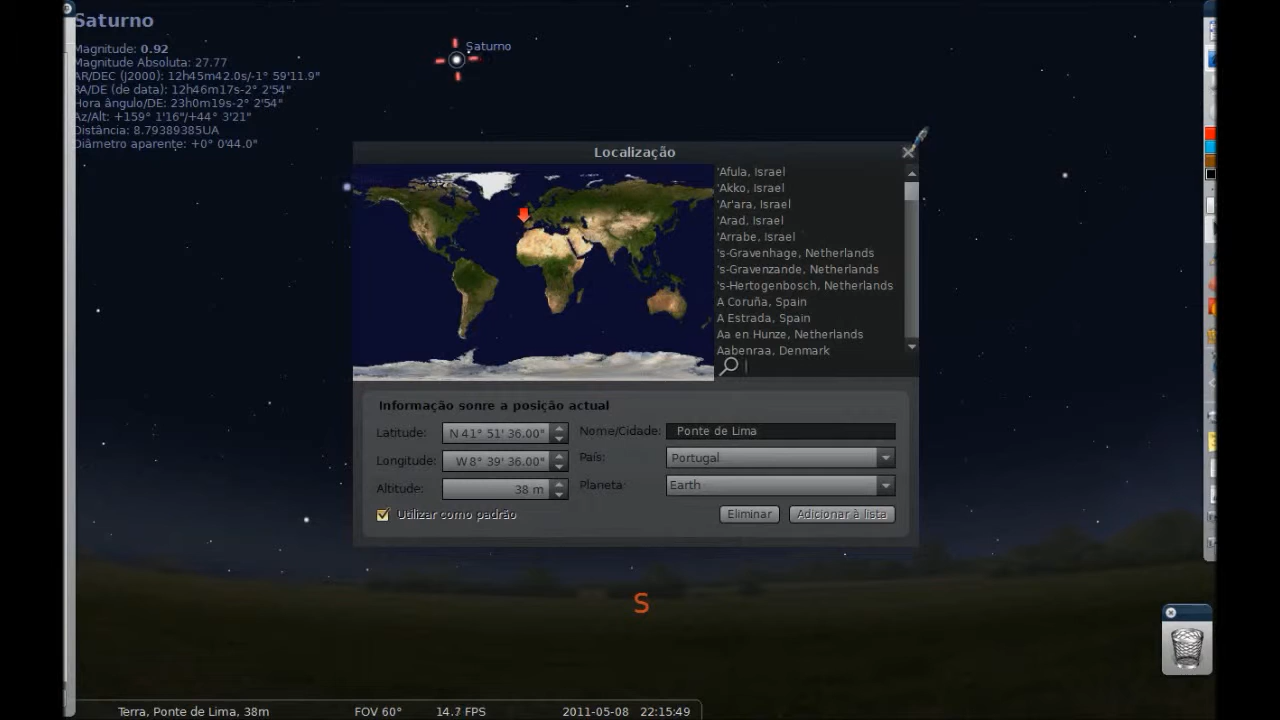 Saturno
Magnitude: 0.92
Magnitude Absoluta: 27.77
AR/DEC (J2000): 12h45m42.0s/-1° 59'11.9"
RA/DE (de data): 12h46m17s-2° 2'54"
Hora ângulo/DE: 23h0m19s-2° 2'54"
Az/Alt: +159° 1'16"/+44° 3'21"
Distância: 8.79389385UA
Diâmetro aparente: +0° 0'44.0"
Saturno
Localização
'Afula, Israel
'Akko, Israel
'Ar'ara, Israel
'Arad, Israel
'Arrabe, Israel
's-Gravenhage, Netherlands
's-Gravenzande, Netherlands
's-Hertogenbosch, Netherlands
A Coruña, Spain
A Estrada, Spain
Aa en Hunze, Netherlands
Aabenraa, Denmark
Informação sonre a posição actual
Latitude: N 41° 51' 36.00"
Nome/Cidade: Ponte de Lima
Longitude: W 8° 39' 36.00"
País: Portugal
Altitude: 38 m
Planeta: Earth
Utilizar como padrão
Eliminar
Adicionar à lista
S
Terra, Ponte de Lima, 38m
FOV 60°
14.7 FPS
2011-05-08
22:15:49